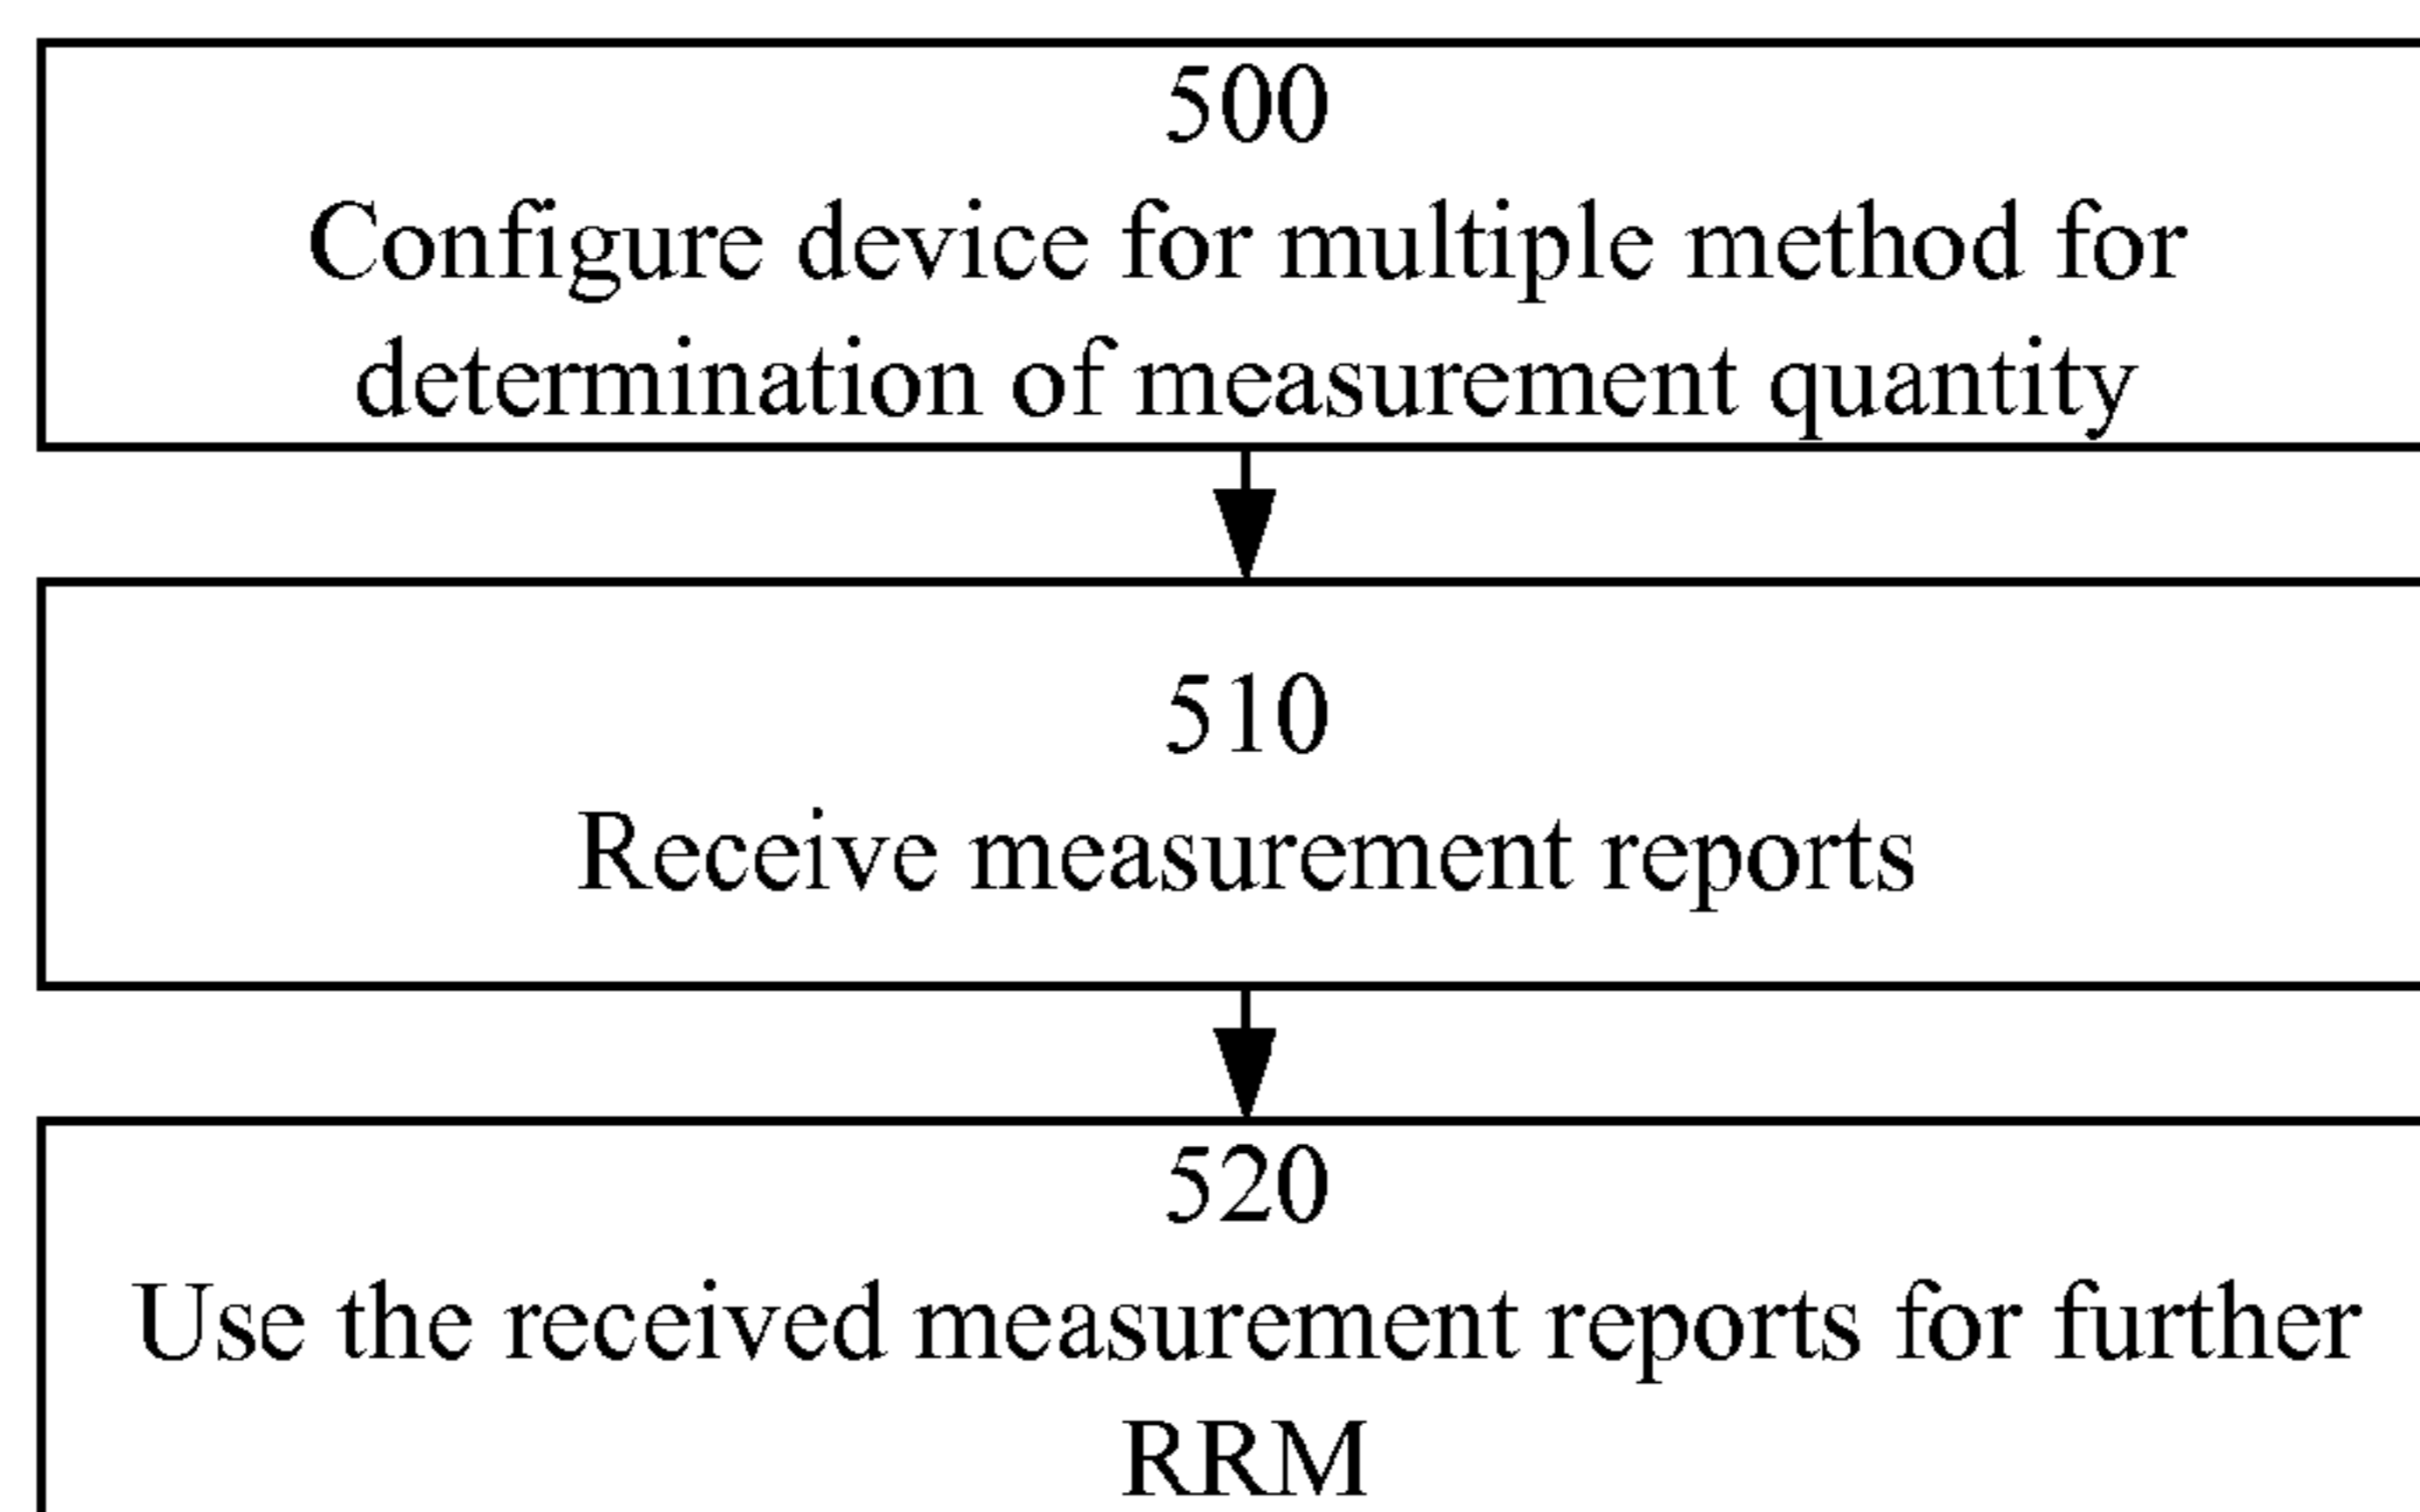 500
Configure device for multiple method for
determination of measurement quantity
510
Receive measurement reports
520
Use the received measurement reports for further
RRM